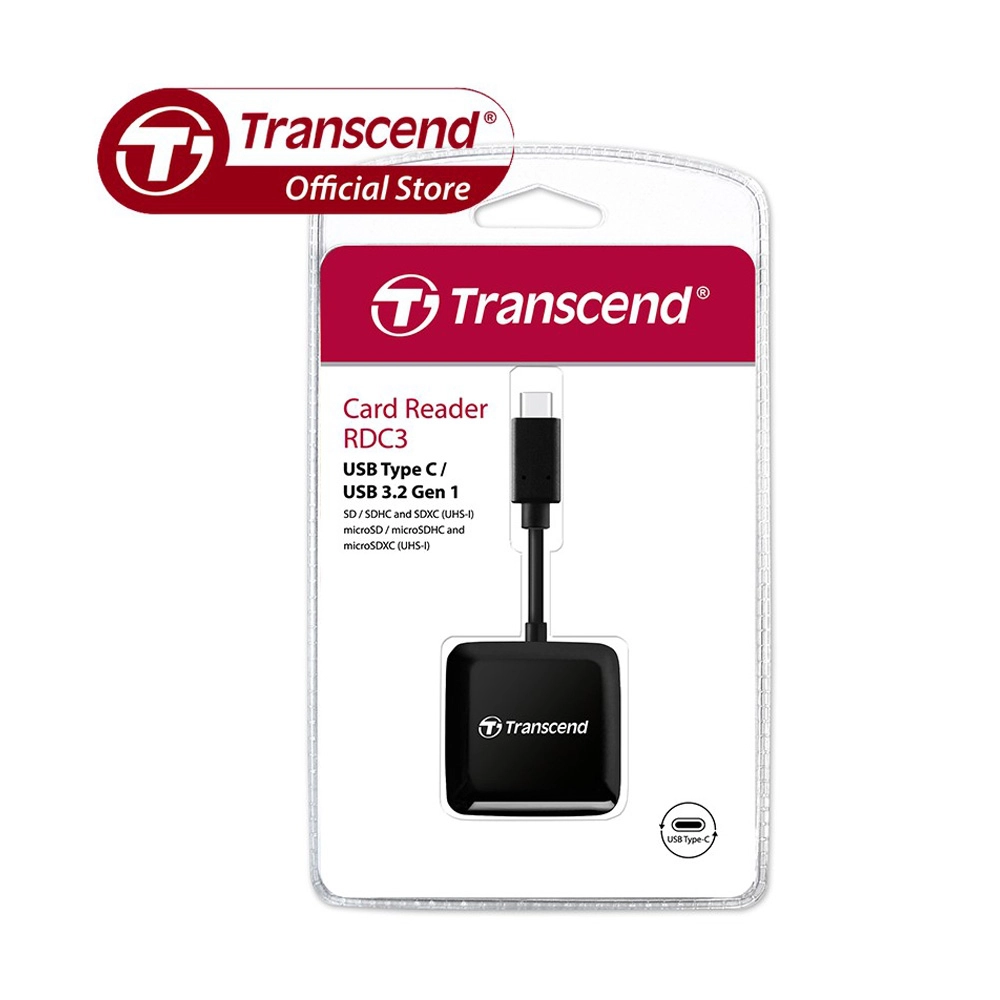 Transcend®
Official Store
Transcend®
Card Reader
RDC3
USB Type C /
USB 3.2 Gen 1
SD / SDHC and SDXC (UHS-I)
microSD / microSDHC and
microSDXC (UHS-I)
Transcend
USB Type-C